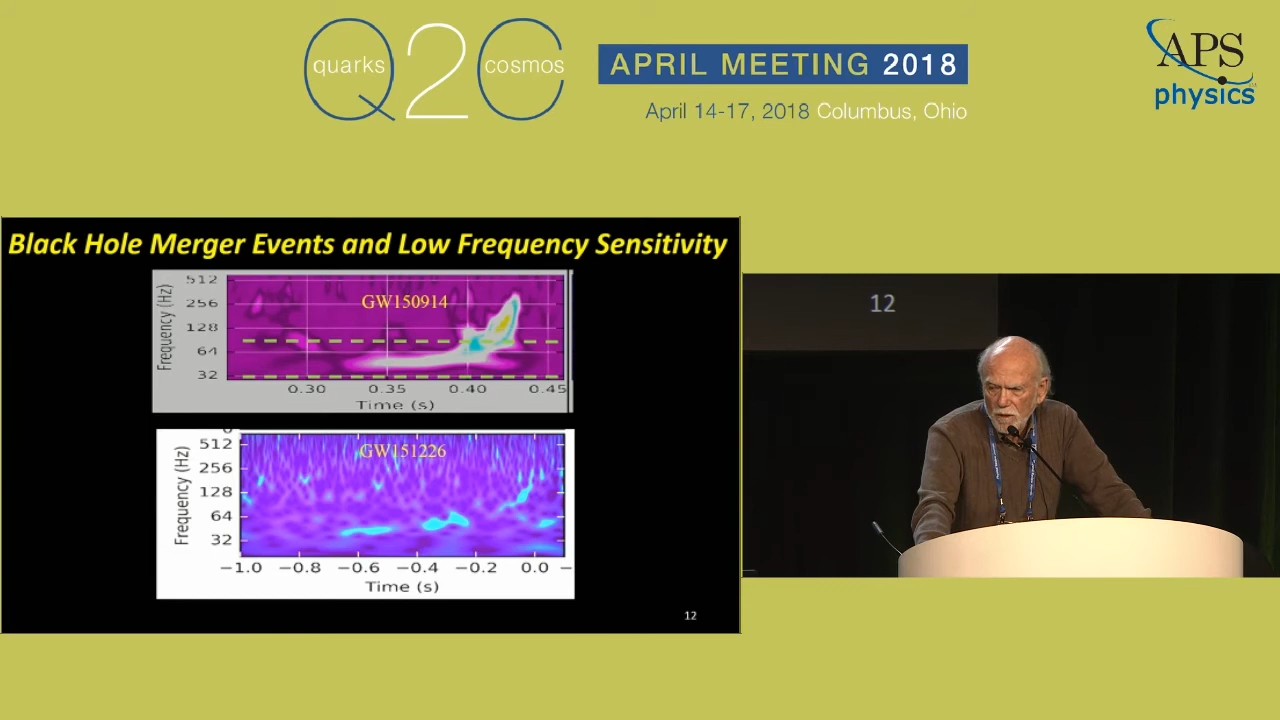 quarks Q2C cosmos
APRIL MEETING 2018
April 14-17, 2018 Columbus, Ohio
APS
physics
Black Hole Merger Events and Low Frequency Sensitivity
GW150914
Frequency (Hz)
512
256
128
64
32
0.30 0.35 0.40 0.45
Time (s)
GW151226
Frequency (Hz)
512
256
128
64
32
−1.0 −0.8 −0.6 −0.4 −0.2 0.0
Time (s)
12
12